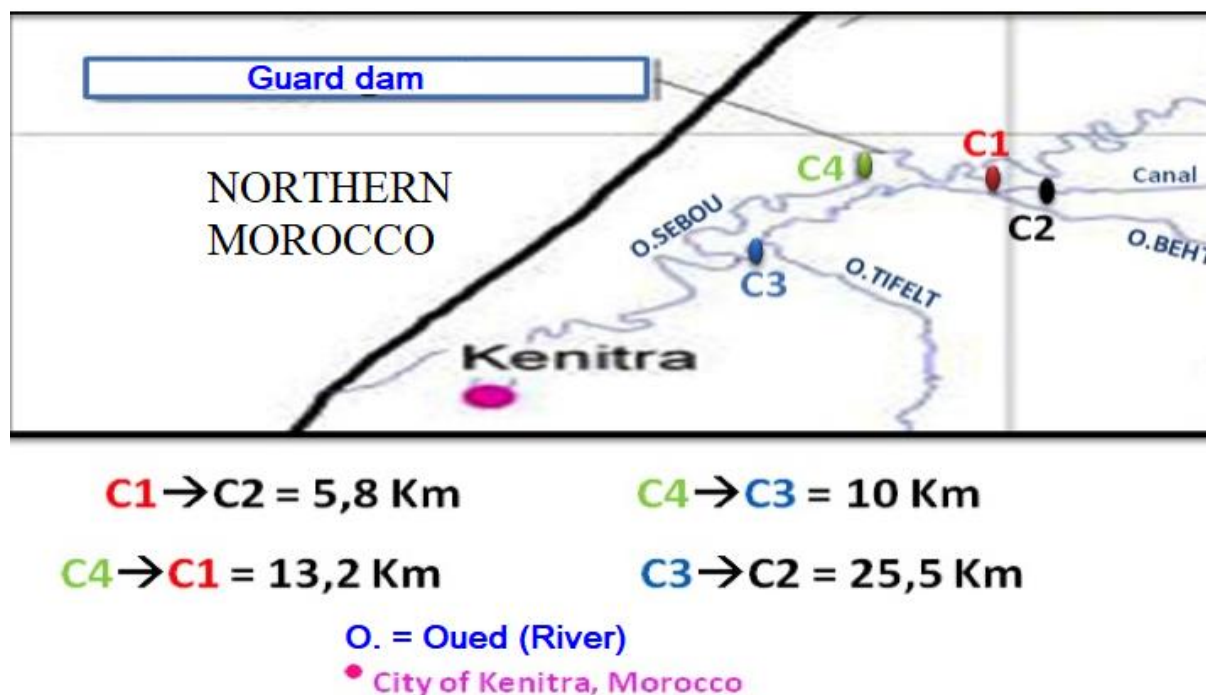 Guard dam
NORTHERN
MOROCCO
C1
C4
C2
C3
Canal
O.SEBOU
O.BEHT
O.TIFELT
Kenitra
C1→C2 = 5,8 Km
C4→C3 = 10 Km
C4→C1 = 13,2 Km
C3→C2 = 25,5 Km
O. = Oued (River)
City of Kenitra, Morocco